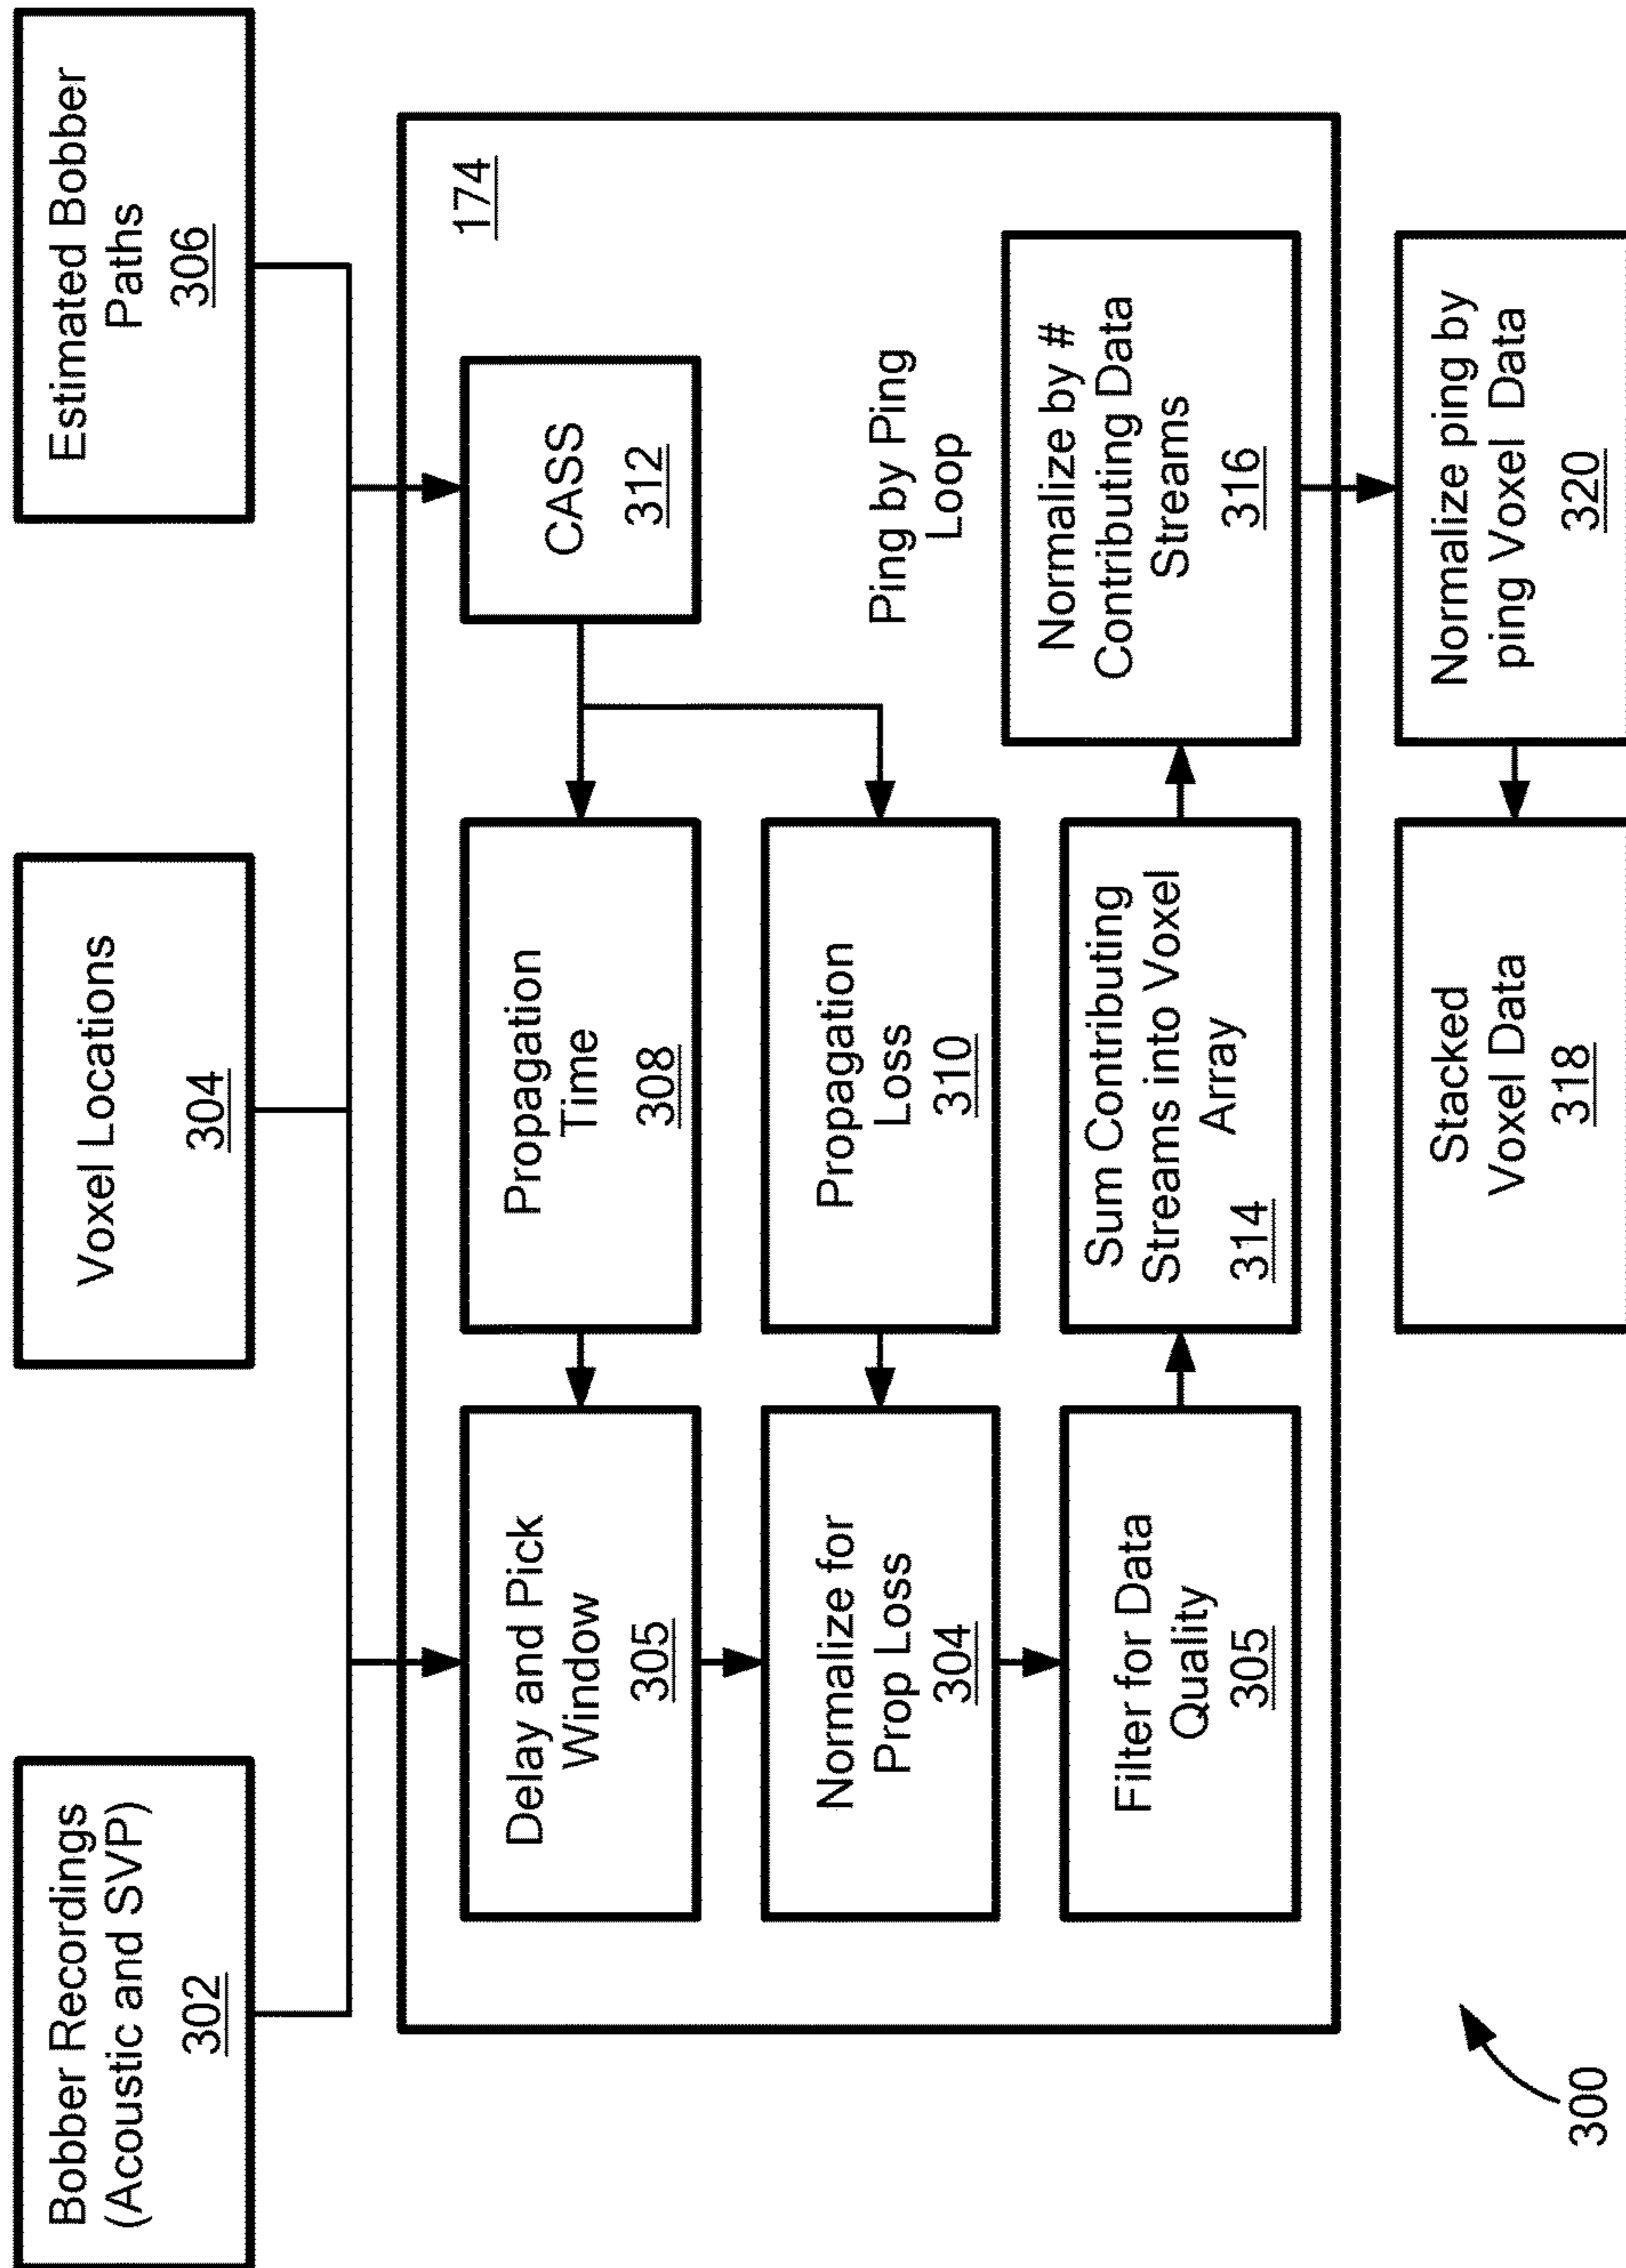 Bobber Recordings
(Acoustic and SVP)
302
Voxel Locations
304
Estimated Bobber
Paths
306
174
Delay and Pick
Window
305
Propagation
Time
308
CASS
312
Normalize for
Prop Loss
304
Propagation
Loss
310
Ping by Ping
Loop
Filter for Data
Quality
305
Sum Contributing
Streams into Voxel
Array
314
Normalize by #
Contributing Data
Streams
316
Stacked
Voxel Data
318
Normalize ping by
ping Voxel Data
320
300